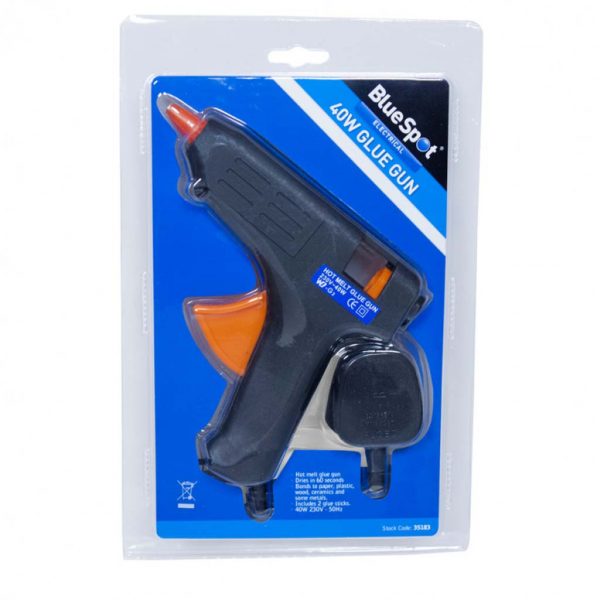 BlueSpot
ELECTRICAL
40W GLUE GUN
HOT MELT GLUE GUN
230V~40W
CE
Hot melt glue gun
Dries in 60 seconds
Bonds to paper, plastic,
wood, ceramics and
some metals.
Includes 2 glue sticks.
40W 230V - 50Hz
Stock Code: 35183